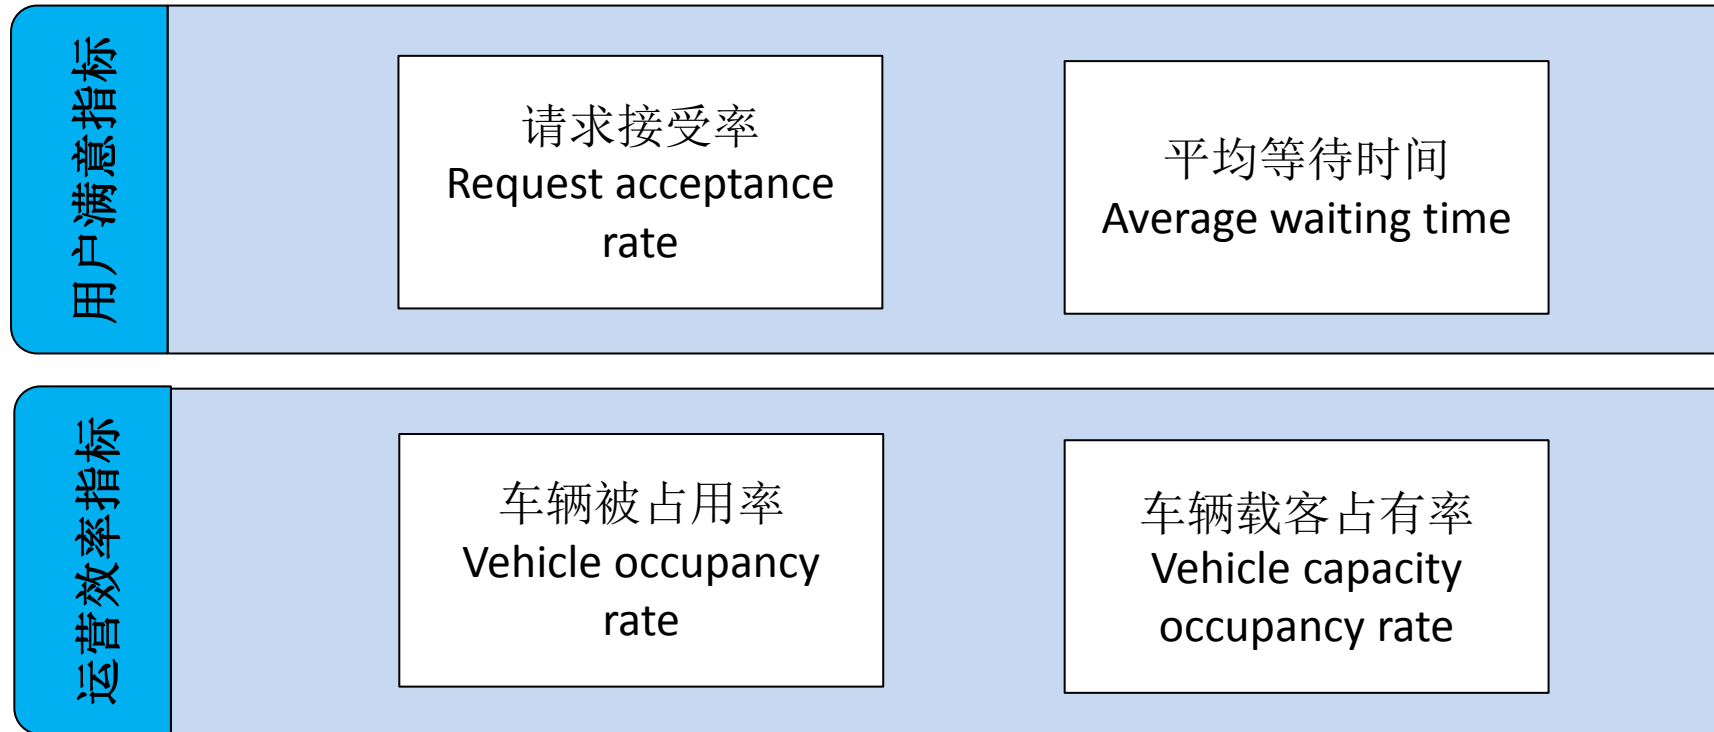 用户满意指标
请求接受率
Request acceptance
rate
平均等待时间
Average waiting time
运营效率指标
车辆被占用率
Vehicle occupancy
rate
车辆载客占有率
Vehicle capacity
occupancy rate